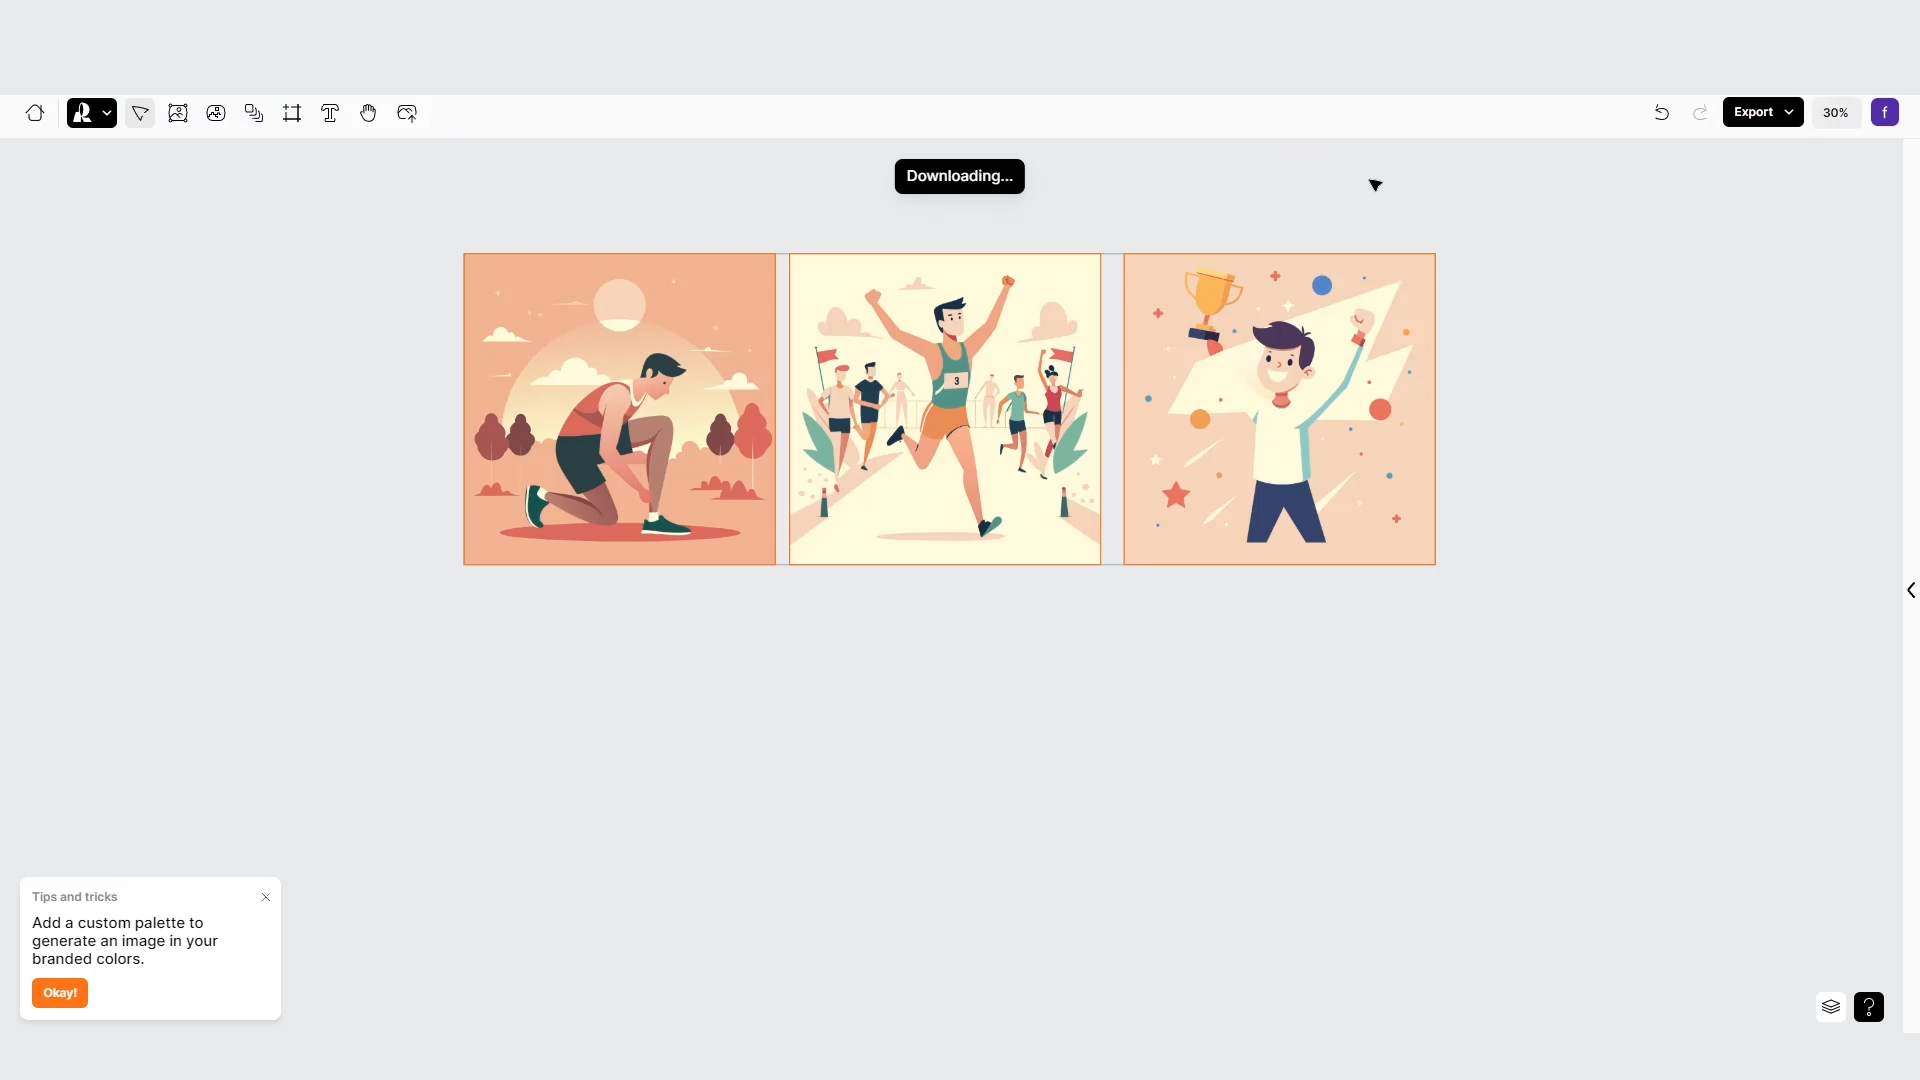 Export
30%
f
Downloading...
3
Tips and tricks
Add a custom palette to
generate an image in your
branded colors.
Okay!
?